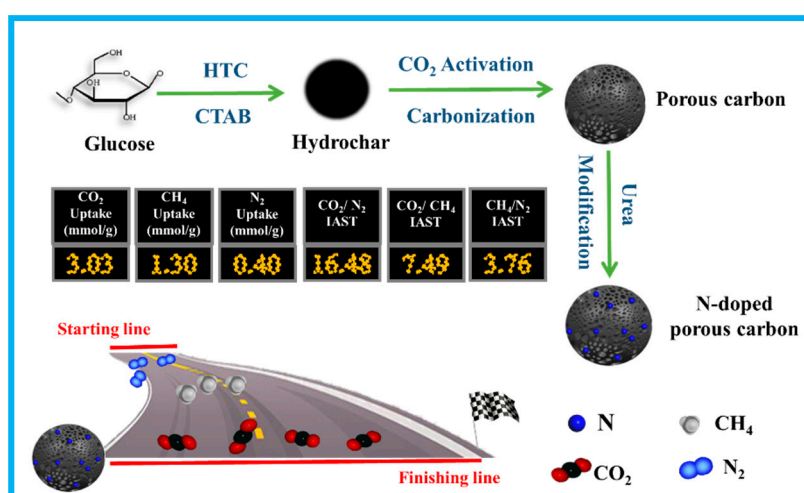 OH
O
OH
O
OH
Glucose
HTC
CTAB
Hydrochar
CO₂ Activation
Carbonization
Porous carbon
Urea
Modification
N-doped
porous carbon
CO₂
Uptake
(mmol/g)
CH₄
Uptake
(mmol/g)
N₂
Uptake
(mmol/g)
CO₂/ N₂
IAST
CO₂/ CH₄
IAST
CH₄/N₂
IAST
3.03
1.30
0.40
16.48
7.49
3.76
Starting line
Finishing line
N
CH₄
CO₂
N₂